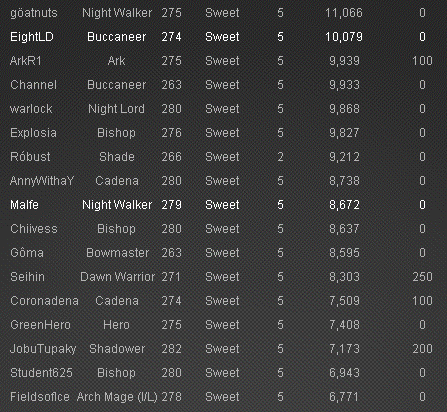 göatnuts Night Walker 275 Sweet 5 11,066 0
EightLD Buccaneer 274 Sweet 5 10,079 0
ArkR1 Ark 275 Sweet 5 9,939 100
Channel Buccaneer 263 Sweet 5 9,933 0
warlock Night Lord 280 Sweet 5 9,868 0
Explosia Bishop 276 Sweet 5 9,827 0
Róbust Shade 266 Sweet 2 9,212 0
AnnyWithaY Cadena 280 Sweet 5 8,738 0
Malfe Night Walker 279 Sweet 5 8,672 0
Chiivess Bishop 280 Sweet 5 8,637 0
Gôma Bowmaster 263 Sweet 5 8,595 0
Seihin Dawn Warrior 271 Sweet 5 8,303 250
Coronadena Cadena 274 Sweet 5 7,509 100
GreenHero Hero 275 Sweet 5 7,408 0
JobuTupaky Shadower 282 Sweet 5 7,173 200
Student625 Bishop 280 Sweet 5 6,943 0
FieldsofIce Arch Mage (I/L) 278 Sweet 5 6,771 0